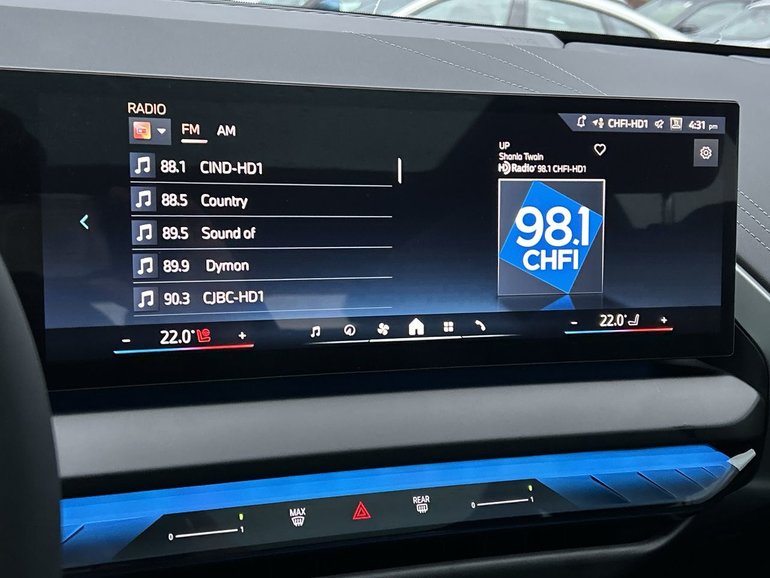 RADIO
FM AM
CHFI-HD1 4:31 pm
88.1 CIND-HD1
88.5 Country
89.5 Sound of
89.9 Dymon
90.3 CJBC-HD1
UP
Shania Twain
HD Radio 98.1 CHFI-HD1
98.1
CHFI
- 22.0° +
- 22.0° +
0 1
MAX
REAR
0 1